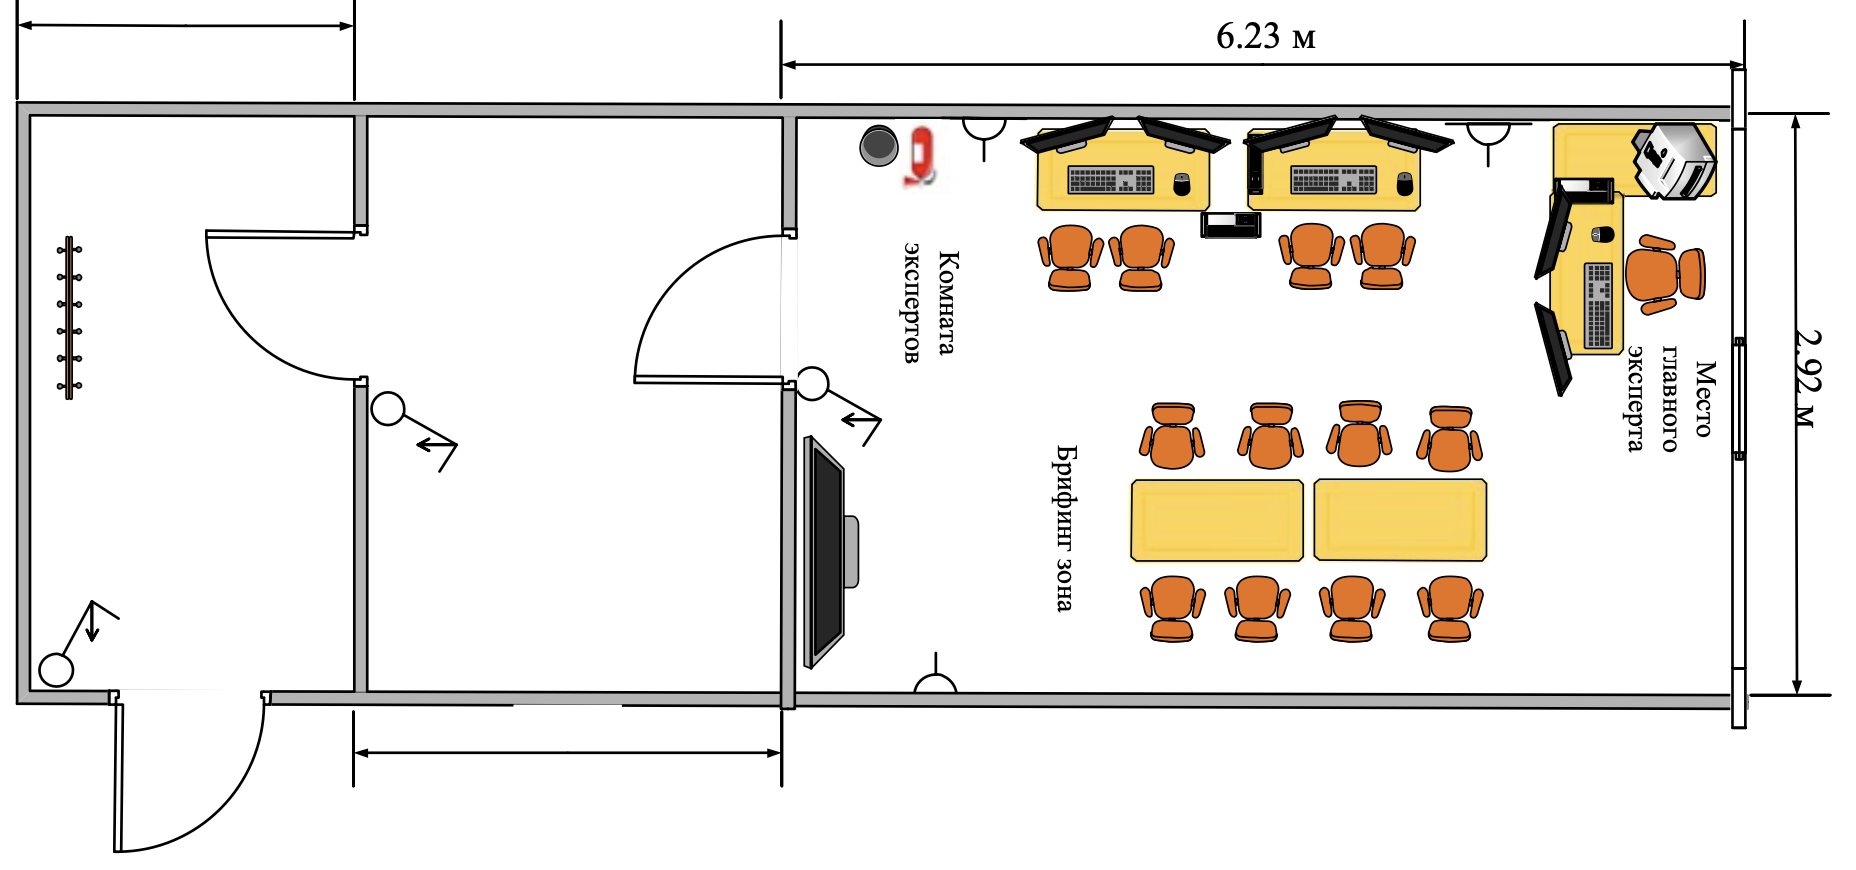 6.23 м
Комната
экспертов
Место
главного
эксперта
2.92 м
Брифинг зона